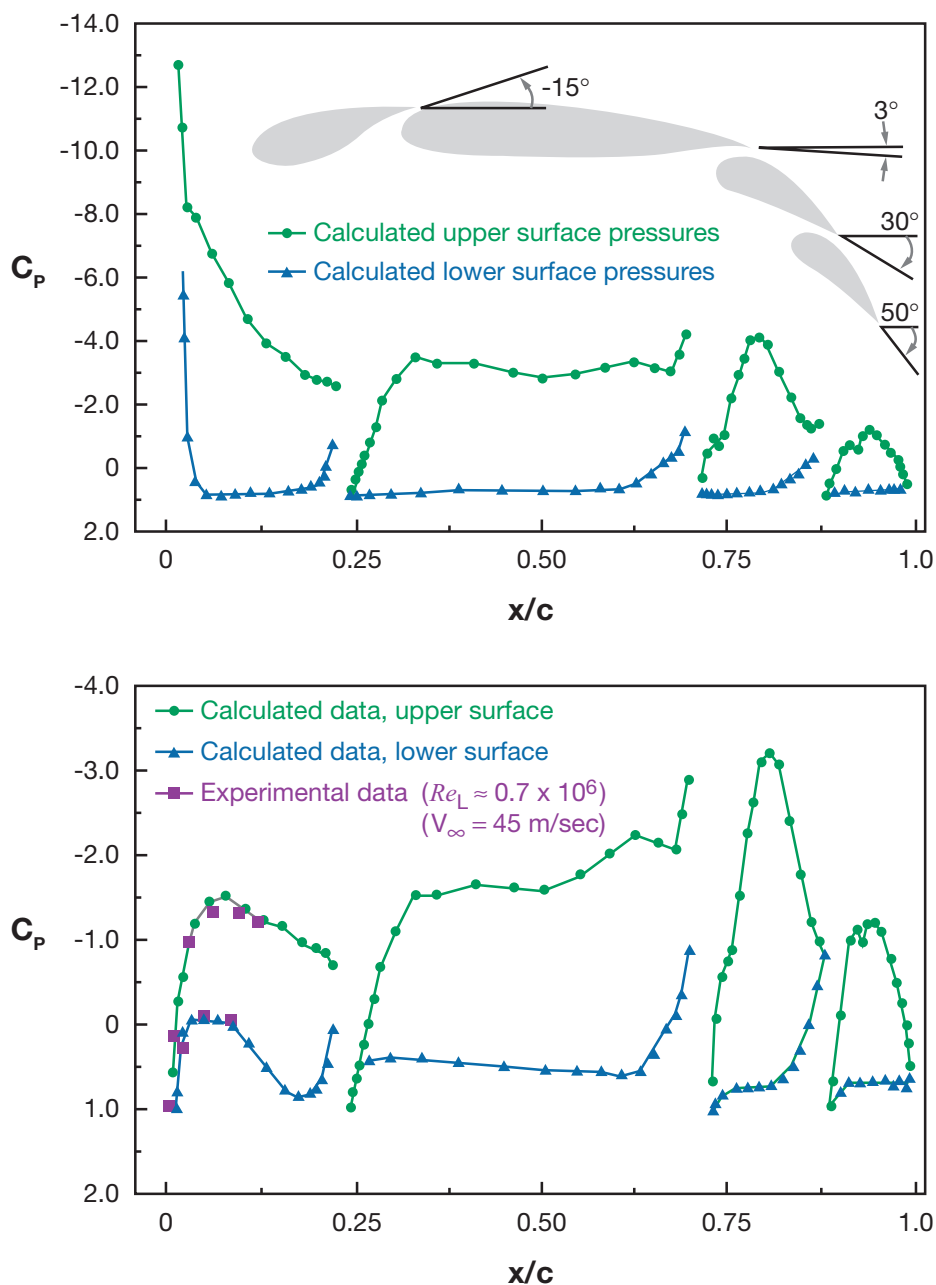 -14.0
-12.0
-10.0
-8.0
-6.0
-4.0
-2.0
0
2.0
C_P
-15°
3°
30°
50°
Calculated upper surface pressures
Calculated lower surface pressures
0 0.25 0.50 0.75 1.0
x/c
-4.0
-3.0
-2.0
-1.0
0
1.0
2.0
C_P
Calculated data, upper surface
Calculated data, lower surface
Experimental data (Re_L ≈ 0.7 x 10⁶)
(V_∞ = 45 m/sec)
0 0.25 0.50 0.75 1.0
x/c